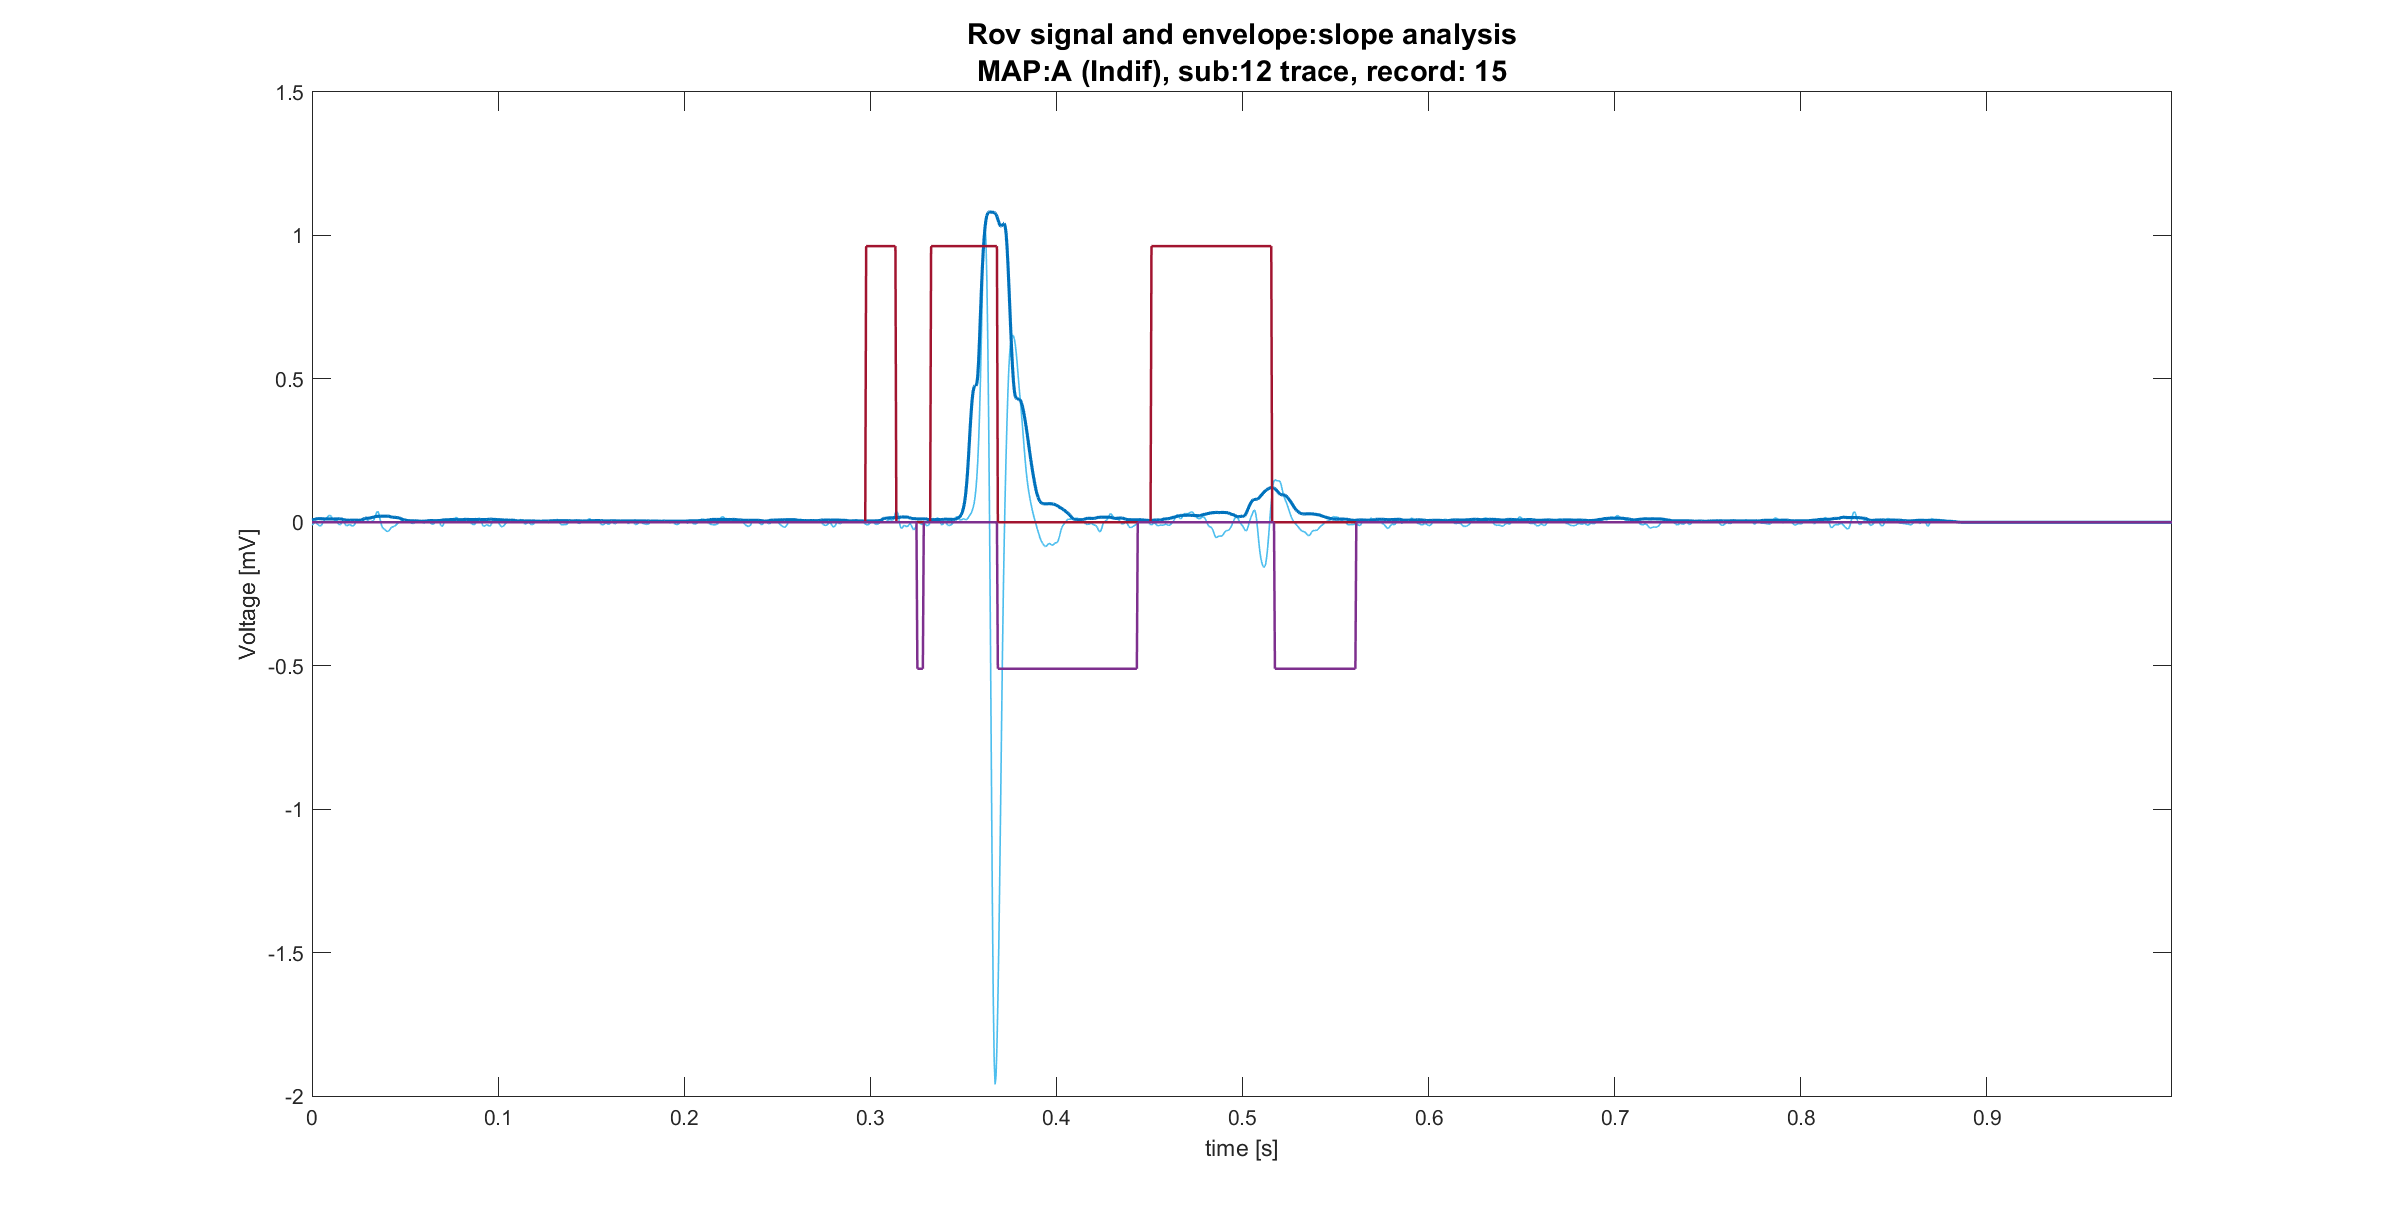 Rov signal and envelope:slope analysis
MAP:A (Indif), sub:12 trace, record: 15
1.5
1
0.5
0
-0.5
-1
-1.5
-2
Voltage [mV]
0 0.1 0.2 0.3 0.4 0.5 0.6 0.7 0.8 0.9
time [s]